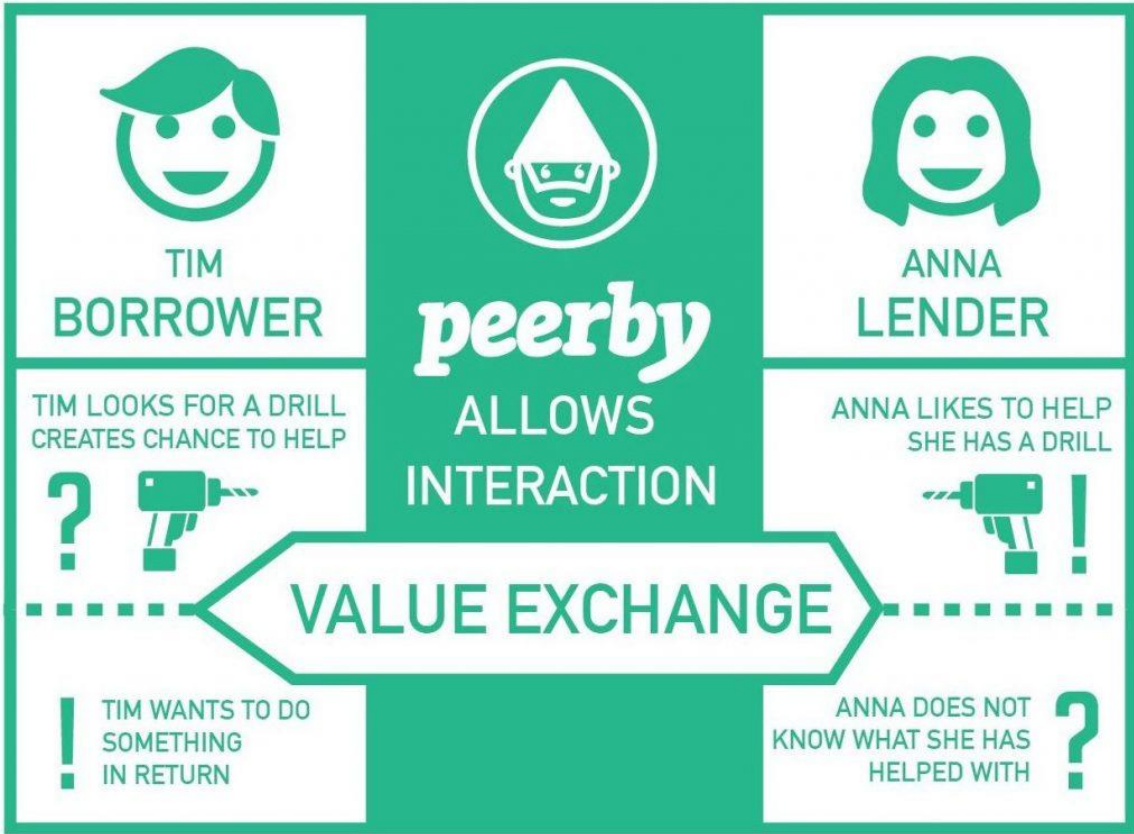 TIM
BORROWER
peerby
ALLOWS
INTERACTION
ANNA
LENDER
TIM LOOKS FOR A DRILL
CREATES CHANCE TO HELP
?
ANNA LIKES TO HELP
SHE HAS A DRILL
!
VALUE EXCHANGE
!
TIM WANTS TO DO
SOMETHING
IN RETURN
ANNA DOES NOT
KNOW WHAT SHE HAS
HELPED WITH
?